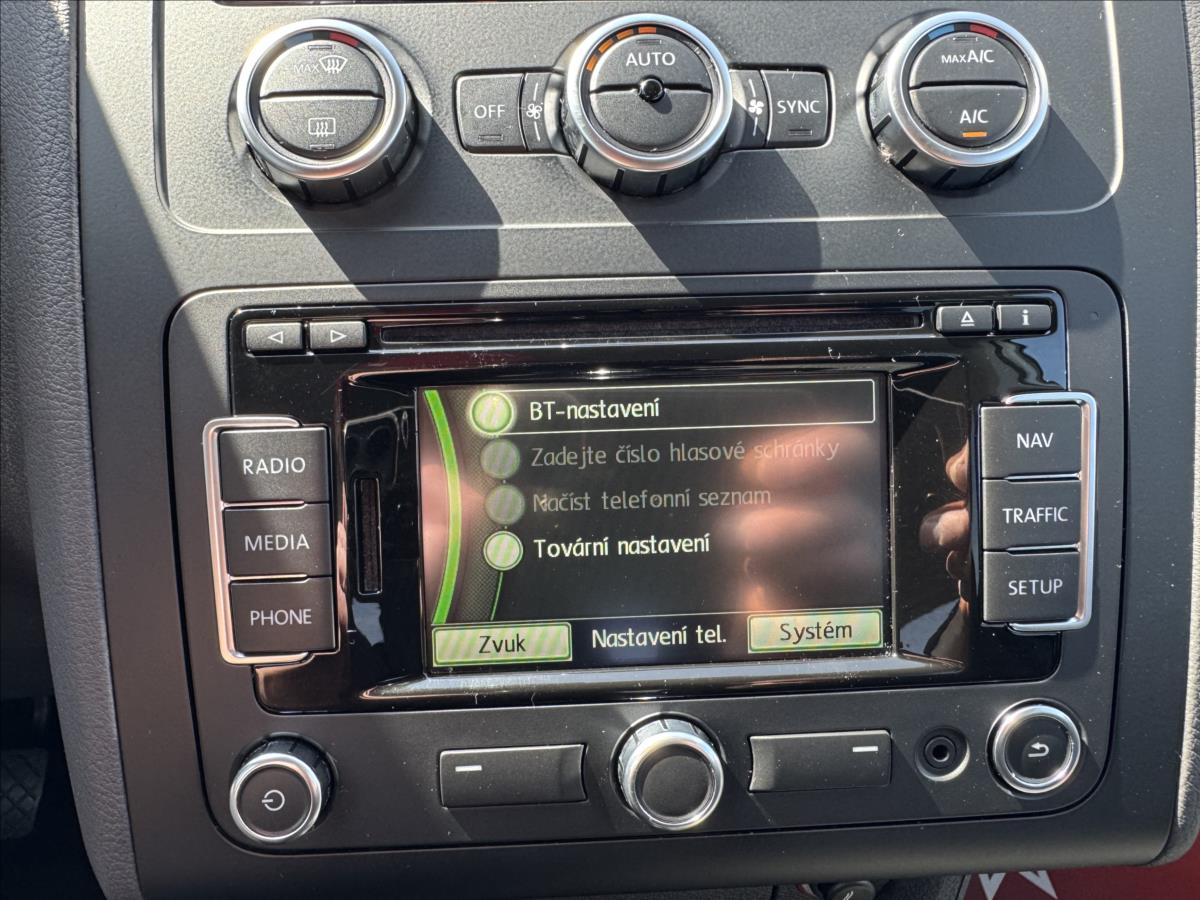 MAX
AUTO
MAX A/C
OFF
SYNC
A/C
i
BT-nastavení
RADIO
Zadejte číslo hlasové schránky
NAV
Načíst telefonní seznam
MEDIA
TRAFFIC
Tovární nastavení
PHONE
SETUP
Zvuk
Nastavení tel.
Systém